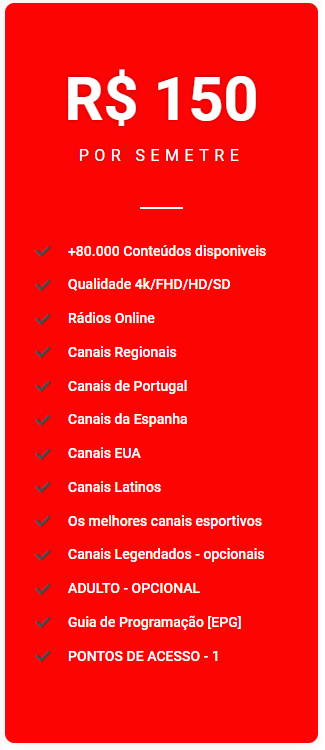 R$ 150
POR SEMETRE
+80.000 Conteúdos disponiveis
Qualidade 4k/FHD/HD/SD
Rádios Online
Canais Regionais
Canais de Portugal
Canais da Espanha
Canais EUA
Canais Latinos
Os melhores canais esportivos
Canais Legendados - opcionais
ADULTO - OPCIONAL
Guia de Programação [EPG]
PONTOS DE ACESSO - 1